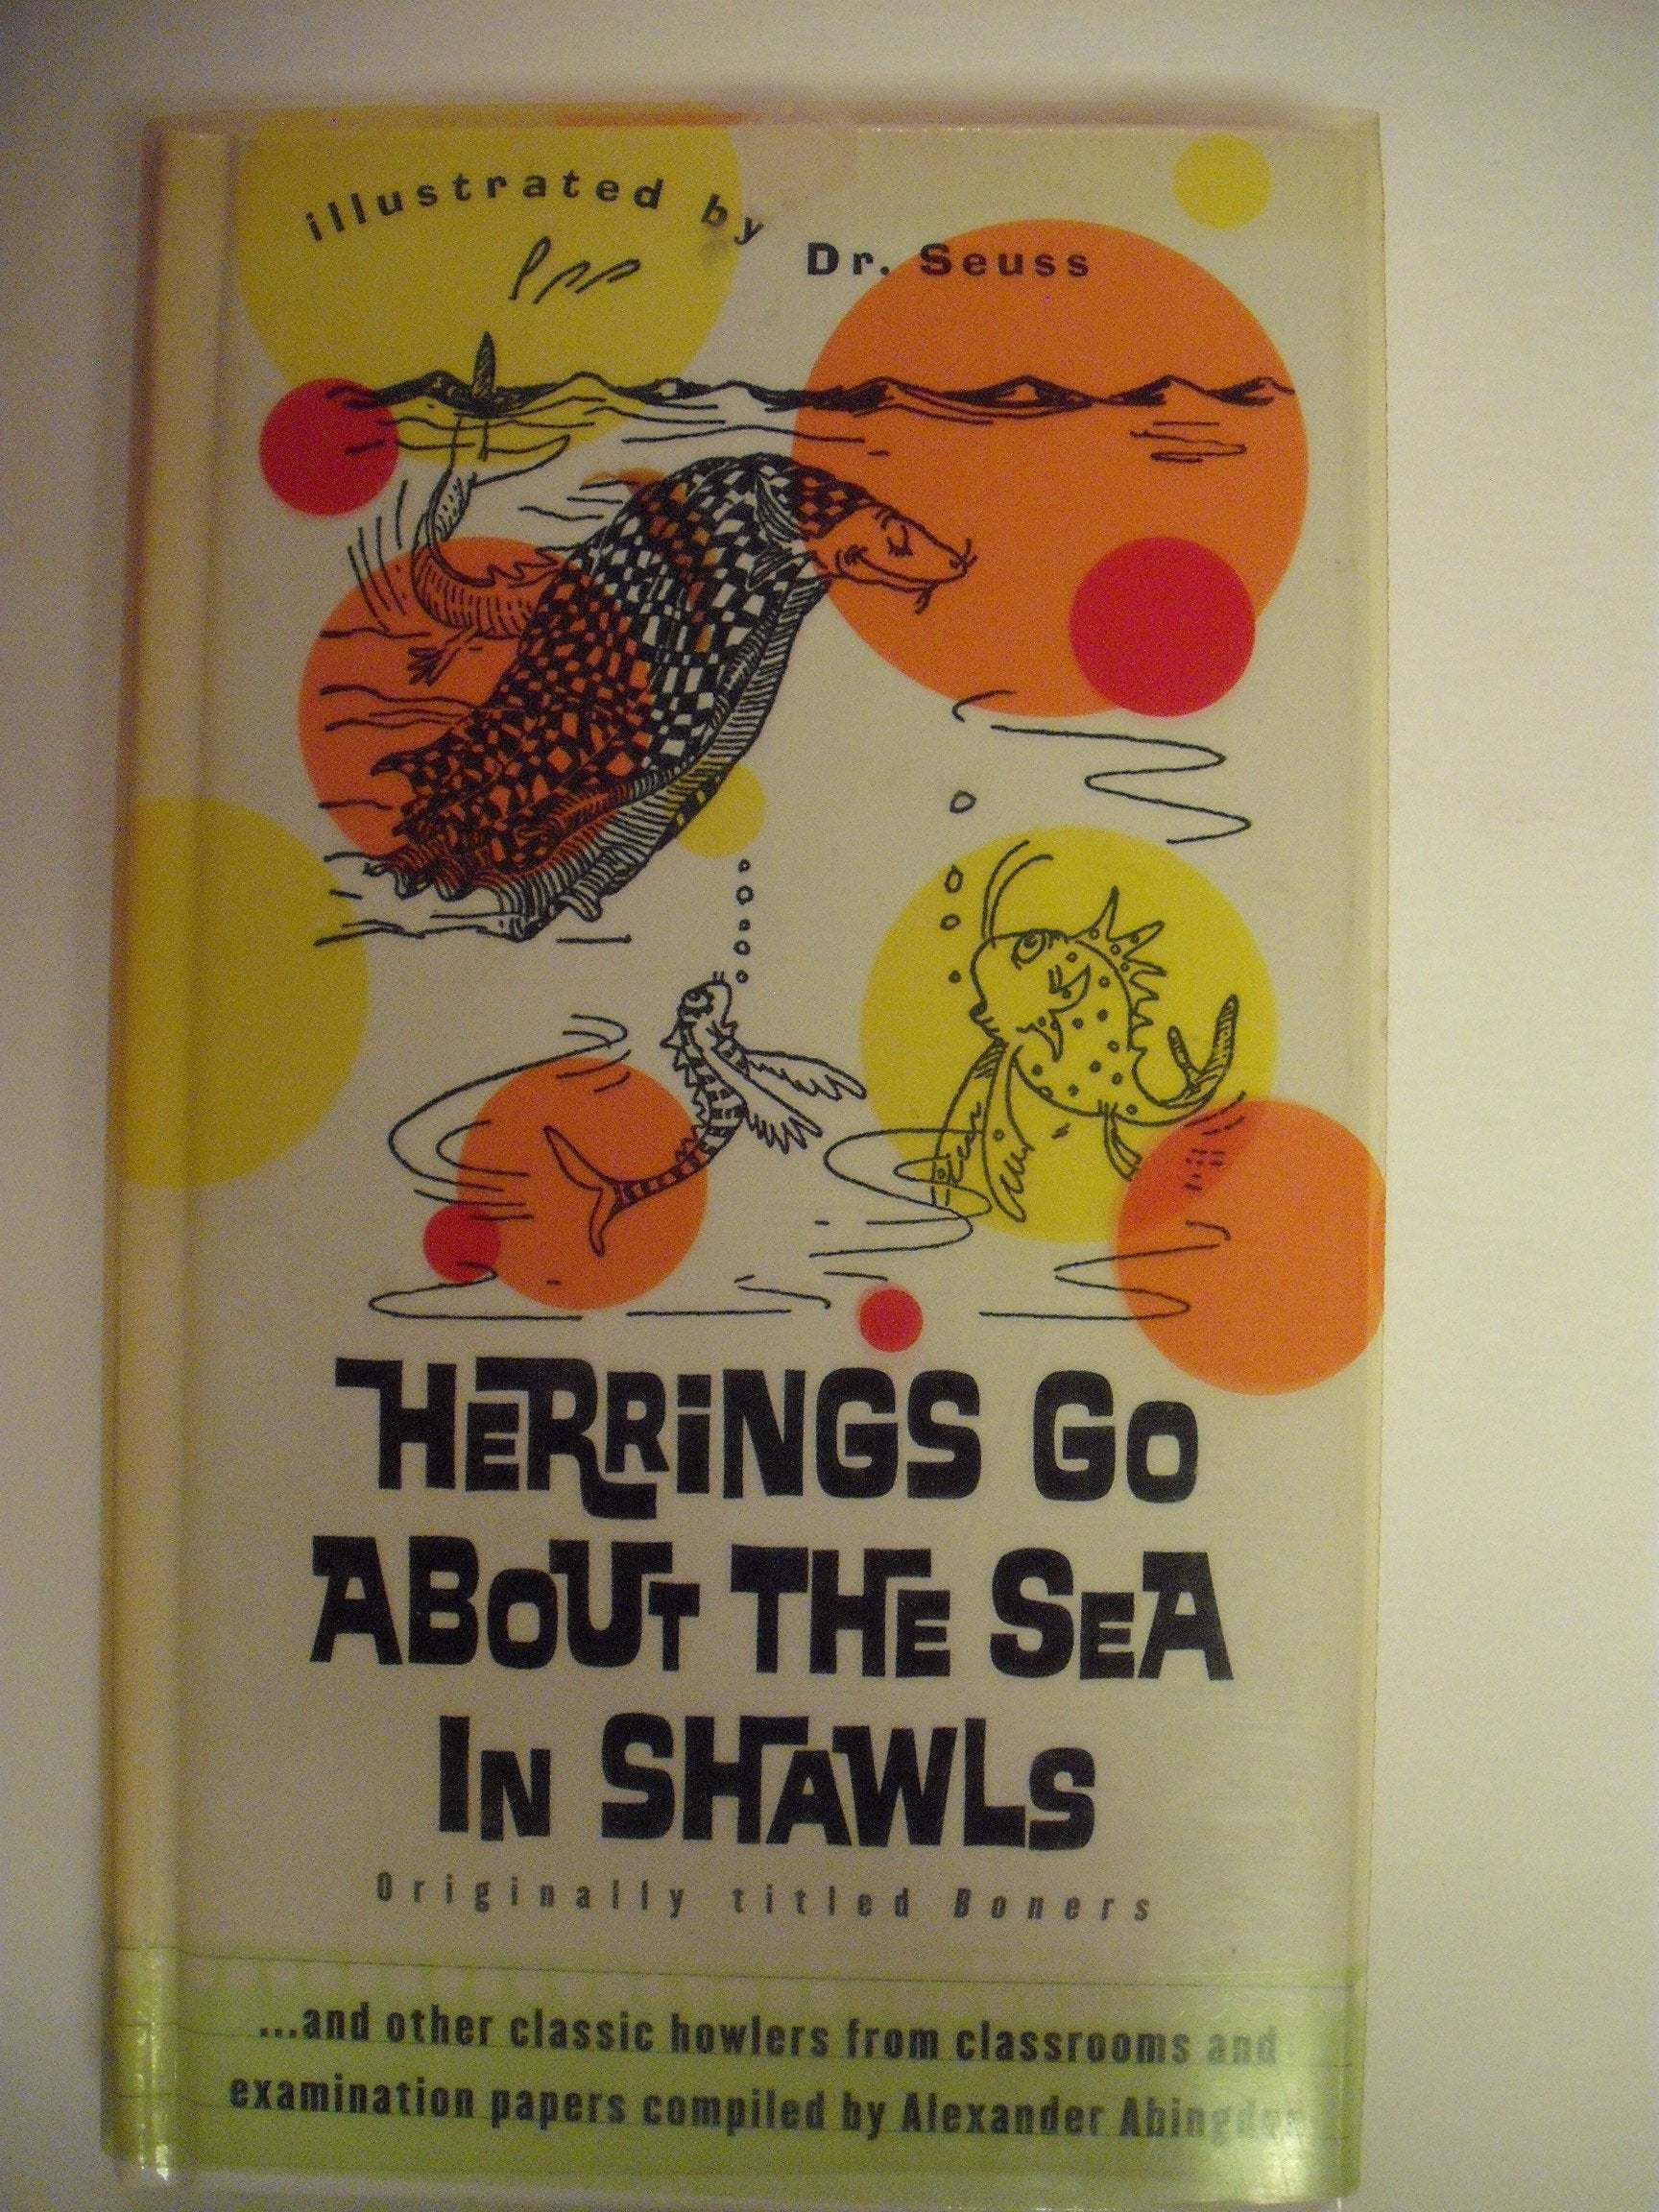 illustrated by Dr. Seuss
HERRiNGS GO
ABOUT THE SEA
IN SHAWLS
Originally titled Boners
...and other classic howlers from classrooms and
examination papers compiled by Alexander Abingdon